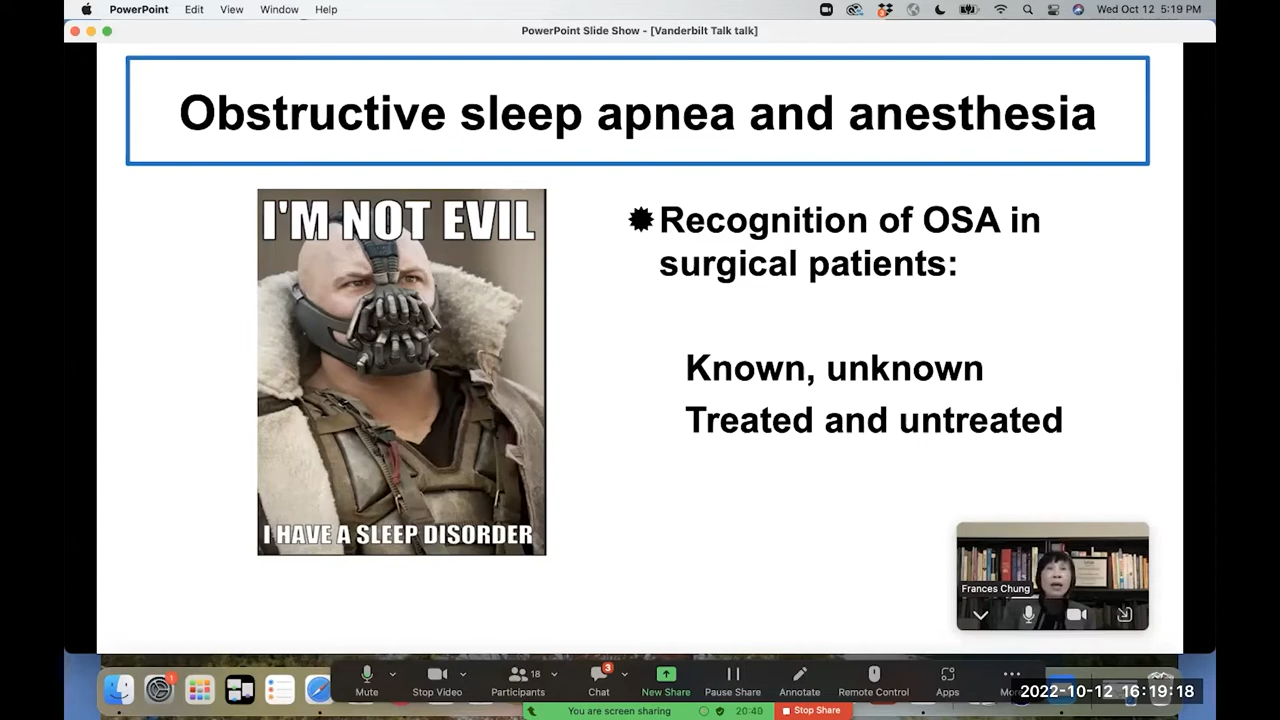 PowerPoint Edit View Window Help
Wed Oct 12 5:19 PM
PowerPoint Slide Show - [Vanderbilt Talk talk]
Obstructive sleep apnea and anesthesia
I'M NOT EVIL
I HAVE A SLEEP DISORDER
Recognition of OSA in
surgical patients:
Known, unknown
Treated and untreated
Frances Chung
1
3
18
Mute Stop Video Participants Chat New Share Pause Share Annotate Remote Control Apps
2022-10-12 16:19:18
You are screen sharing
20:49
Stop Share